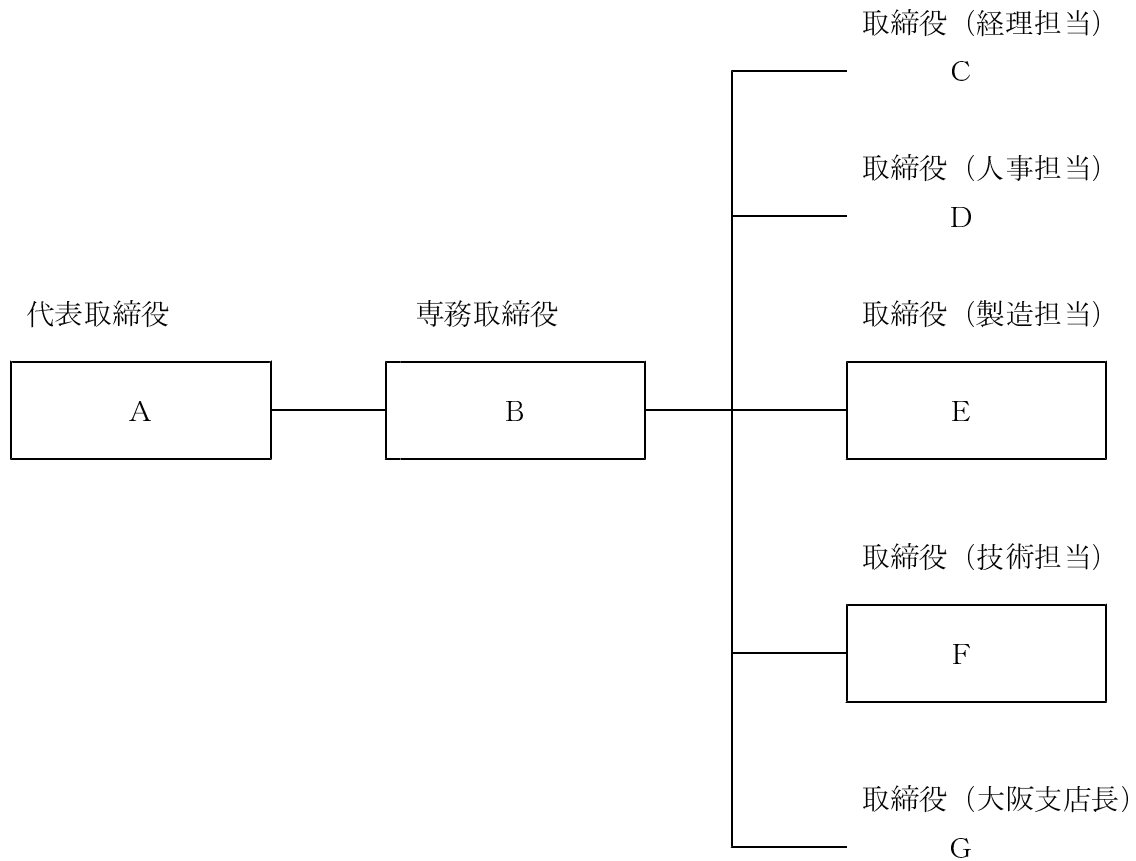 取締役（経理担当）
C
取締役（人事担当）
D
代表取締役
A
専務取締役
B
取締役（製造担当）
E
取締役（技術担当）
F
取締役（大阪支店長）
G